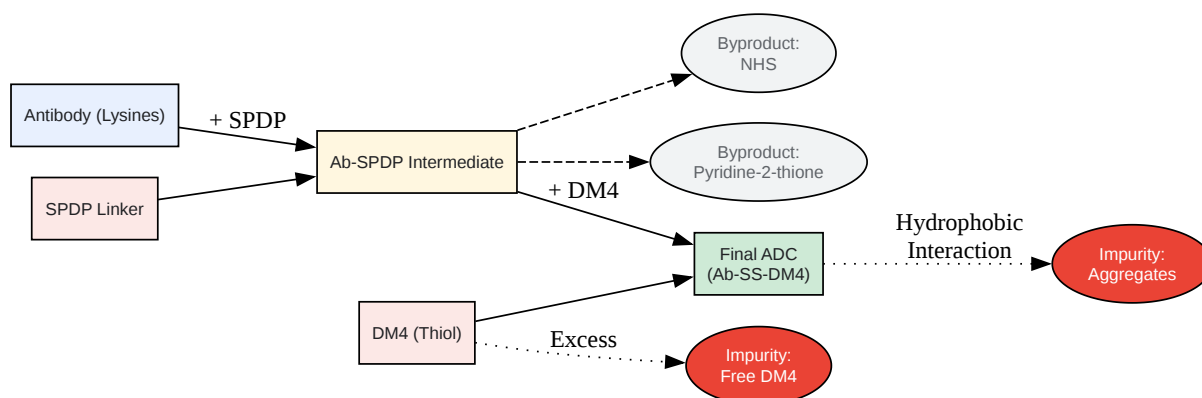 Byproduct:
NHS
Antibody (Lysines)
+ SPDP
Ab-SPDP Intermediate
Byproduct:
Pyridine-2-thione
SPDP Linker
+ DM4
Final ADC
(Ab-SS-DM4)
Hydrophobic
Interaction
Impurity:
Aggregates
DM4 (Thiol)
Excess
Impurity:
Free DM4